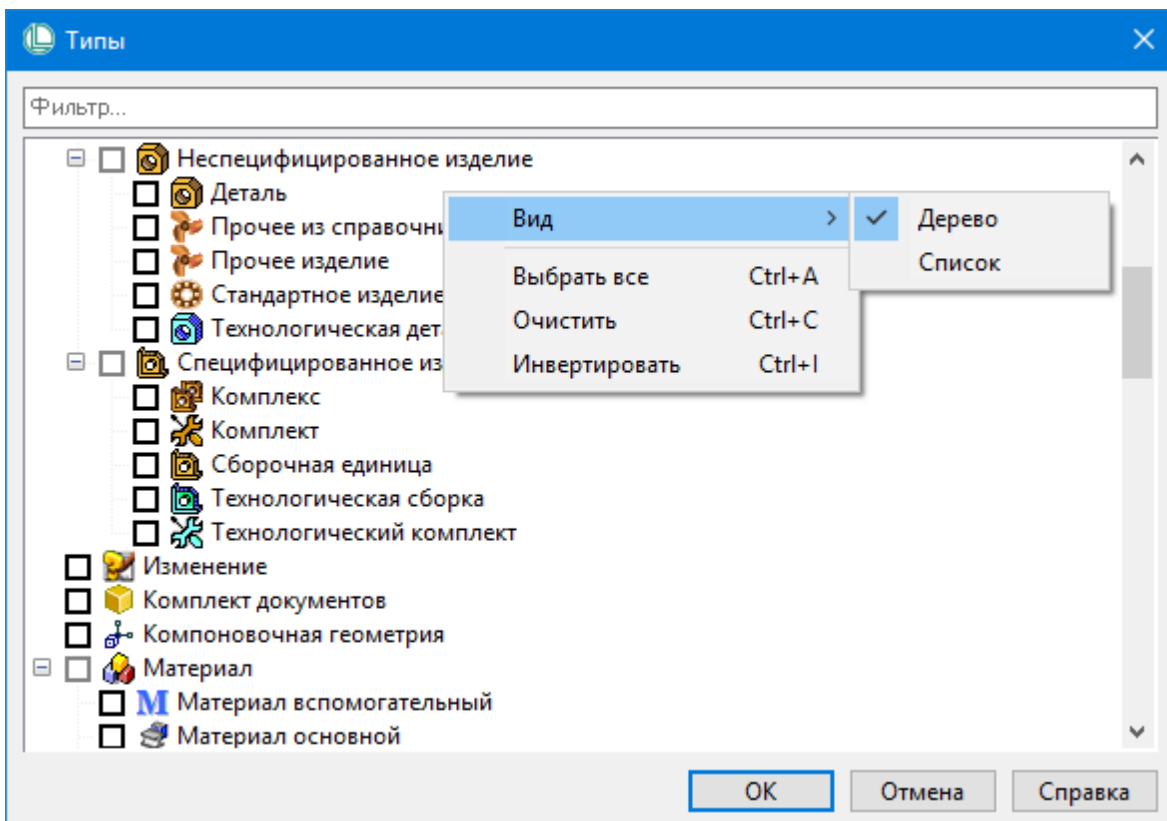 Типы
Фильтр...
Неспецифицированное изделие
Деталь
Прочее из справочн
Прочее изделие
Стандартное изделие
Технологическая дет
Специфицированное из
Комплекс
Комплект
Сборочная единица
Технологическая сборка
Технологический комплект
Изменение
Комплект документов
Компоновочная геометрия
Материал
Материал вспомогательный
Материал основной
Вид
Выбрать все Ctrl+A
Очистить Ctrl+C
Инвертировать Ctrl+I
Дерево
Список
OK Отмена Справка